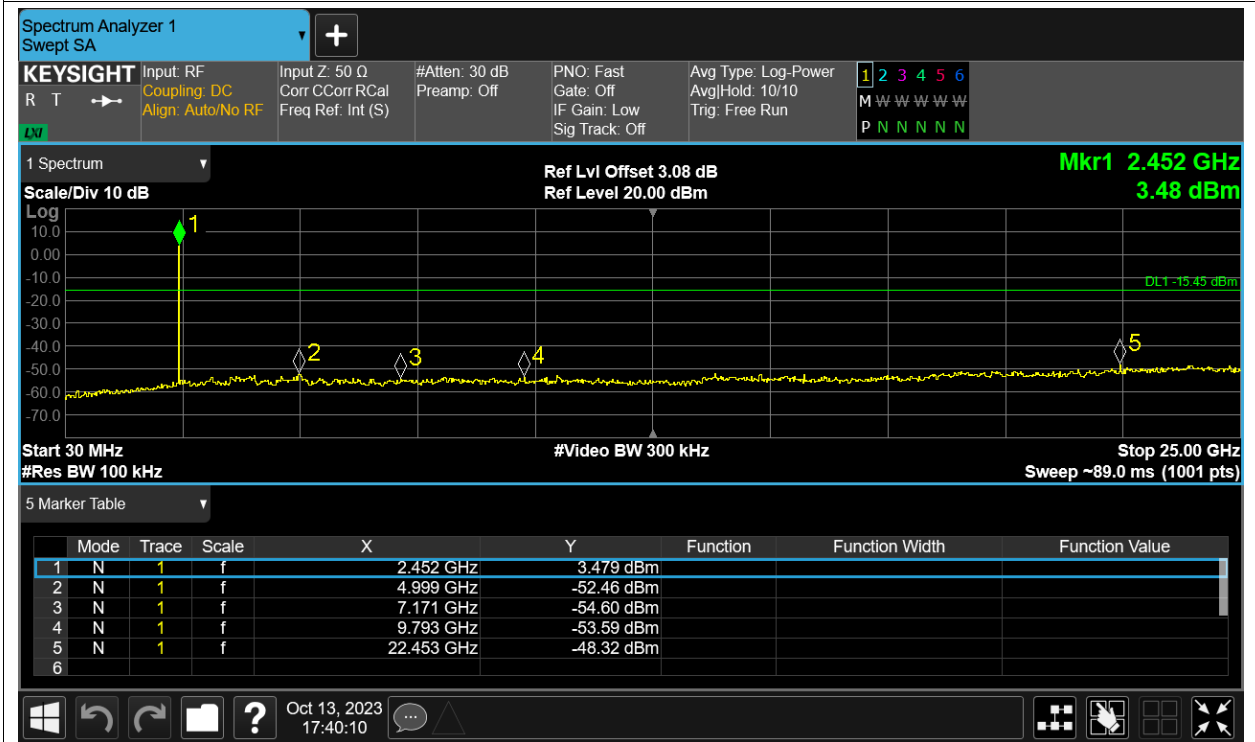 Spectrum Analyzer 1
Swept SA
+
KEYSIGHT Input: RF Input Z: 50 Ω #Atten: 30 dB PNO: Fast Avg Type: Log-Power 1 2 3 4 5 6
R T Coupling: DC Corr CCorr RCal Preamp: Off Gate: Off Avg|Hold: 10/10 M W W W W W
Align: Auto/No RF Freq Ref: Int (S) IF Gain: Low Trig: Free Run
LXI Sig Track: Off P N N N N N
1 Spectrum Ref Lvl Offset 3.08 dB Mkr1 2.452 GHz
Scale/Div 10 dB Ref Level 20.00 dBm 3.48 dBm
Log
1
10.0
0.00
-10.0
DL1 -15.45 dBm
-20.0
-30.0
-40.0
2 3 4 5
-50.0
-60.0
-70.0
Start 30 MHz #Video BW 300 kHz Stop 25.00 GHz
#Res BW 100 kHz Sweep ~89.0 ms (1001 pts)
5 Marker Table
Mode Trace Scale X Y Function Function Width Function Value
1 N 1 f 2.452 GHz 3.479 dBm
2 N 1 f 4.999 GHz -52.46 dBm
3 N 1 f 7.171 GHz -54.60 dBm
4 N 1 f 9.793 GHz -53.59 dBm
5 N 1 f 22.453 GHz -48.32 dBm
6
? Oct 13, 2023
17:40:10